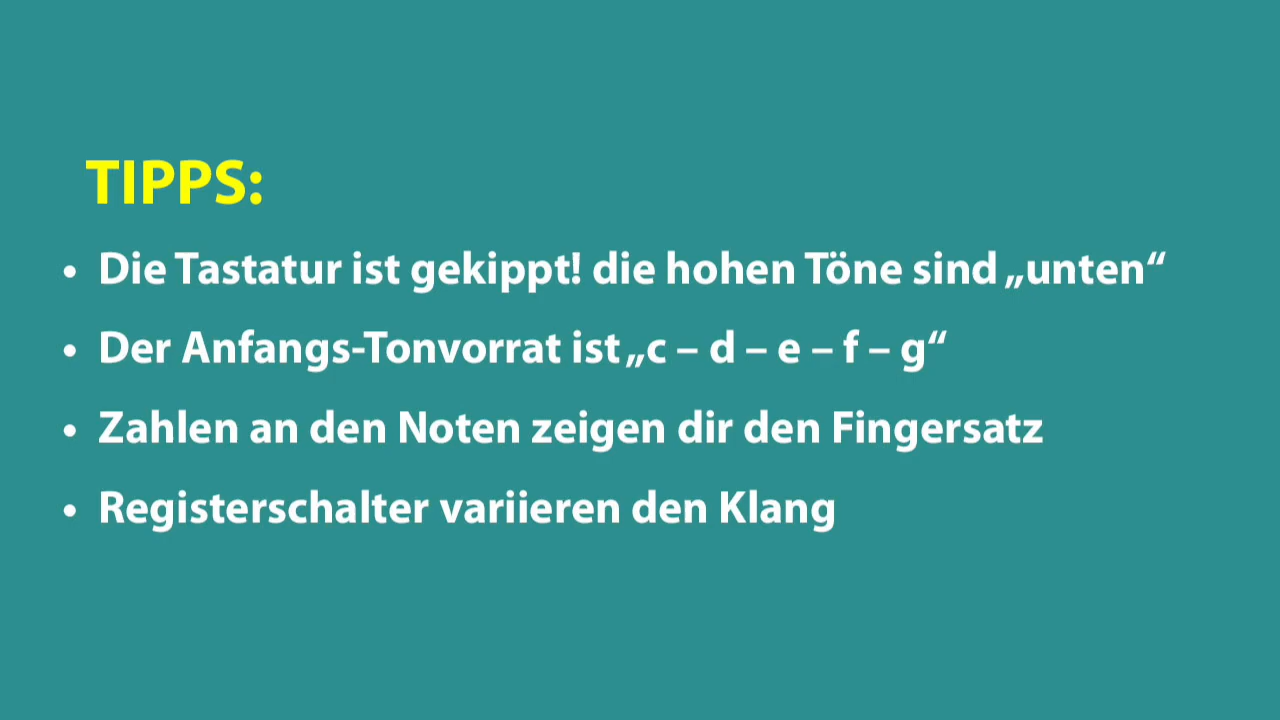 TIPPS:
• Die Tastatur ist gekippt! die hohen Töne sind „unten“
• Der Anfangs-Tonvorrat ist „c – d – e – f – g“
• Zahlen an den Noten zeigen dir den Fingersatz
• Registerschalter variieren den Klang